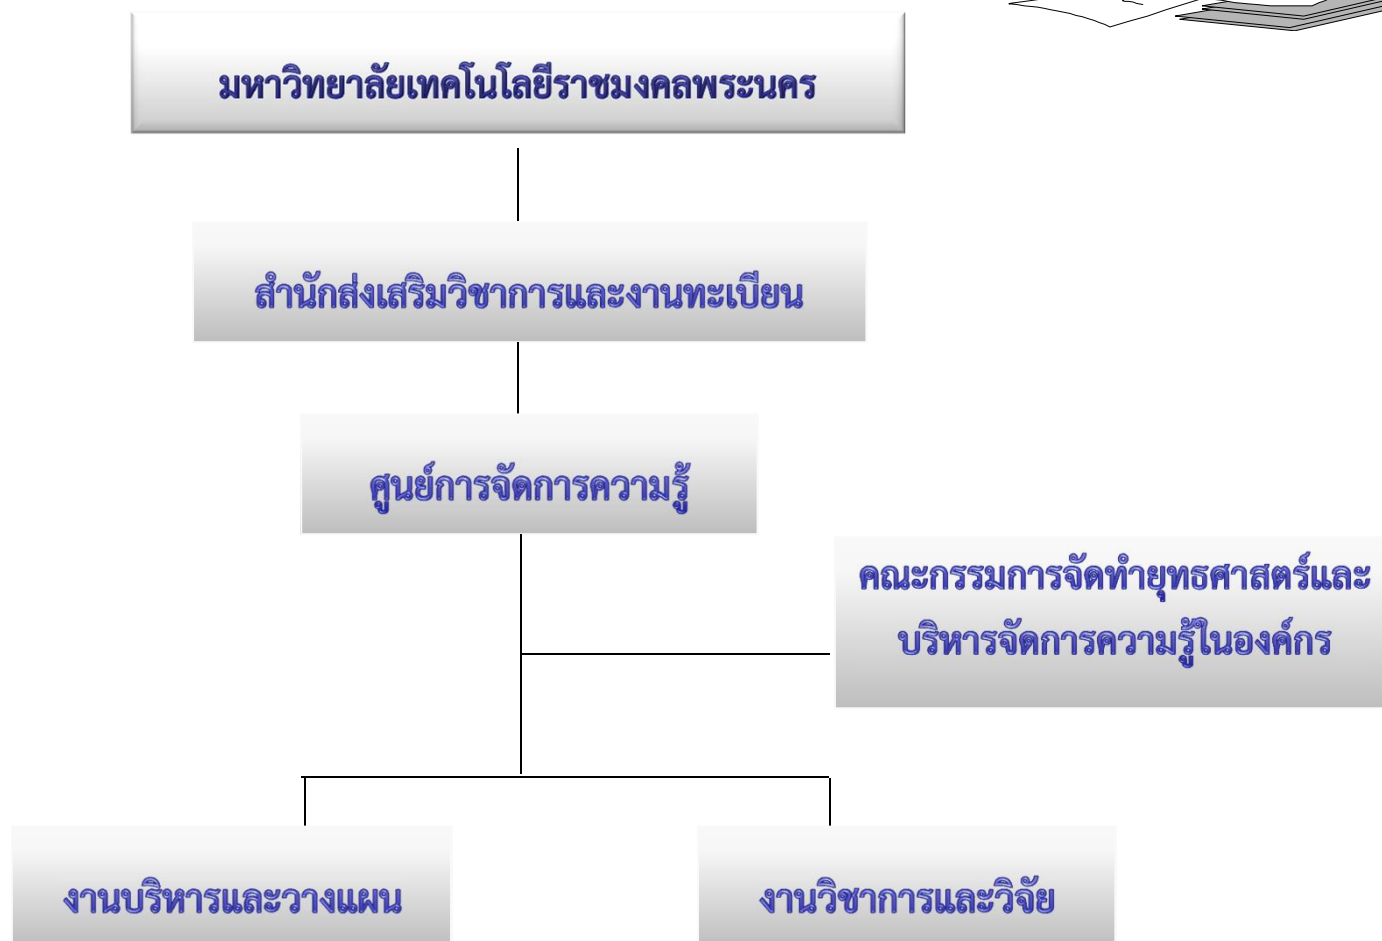 มหาวิทยาลัยเทคโนโลยีราชมงคลพระนคร
สำนักส่งเสริมวิชาการและงานทะเบียน
ศูนย์การจัดการความรู้
คณะกรรมการจัดทำยุทธศาสตร์และ
บริหารจัดการความรู้ในองค์กร
งานบริหารและวางแผน
งานวิชาการและวิจัย